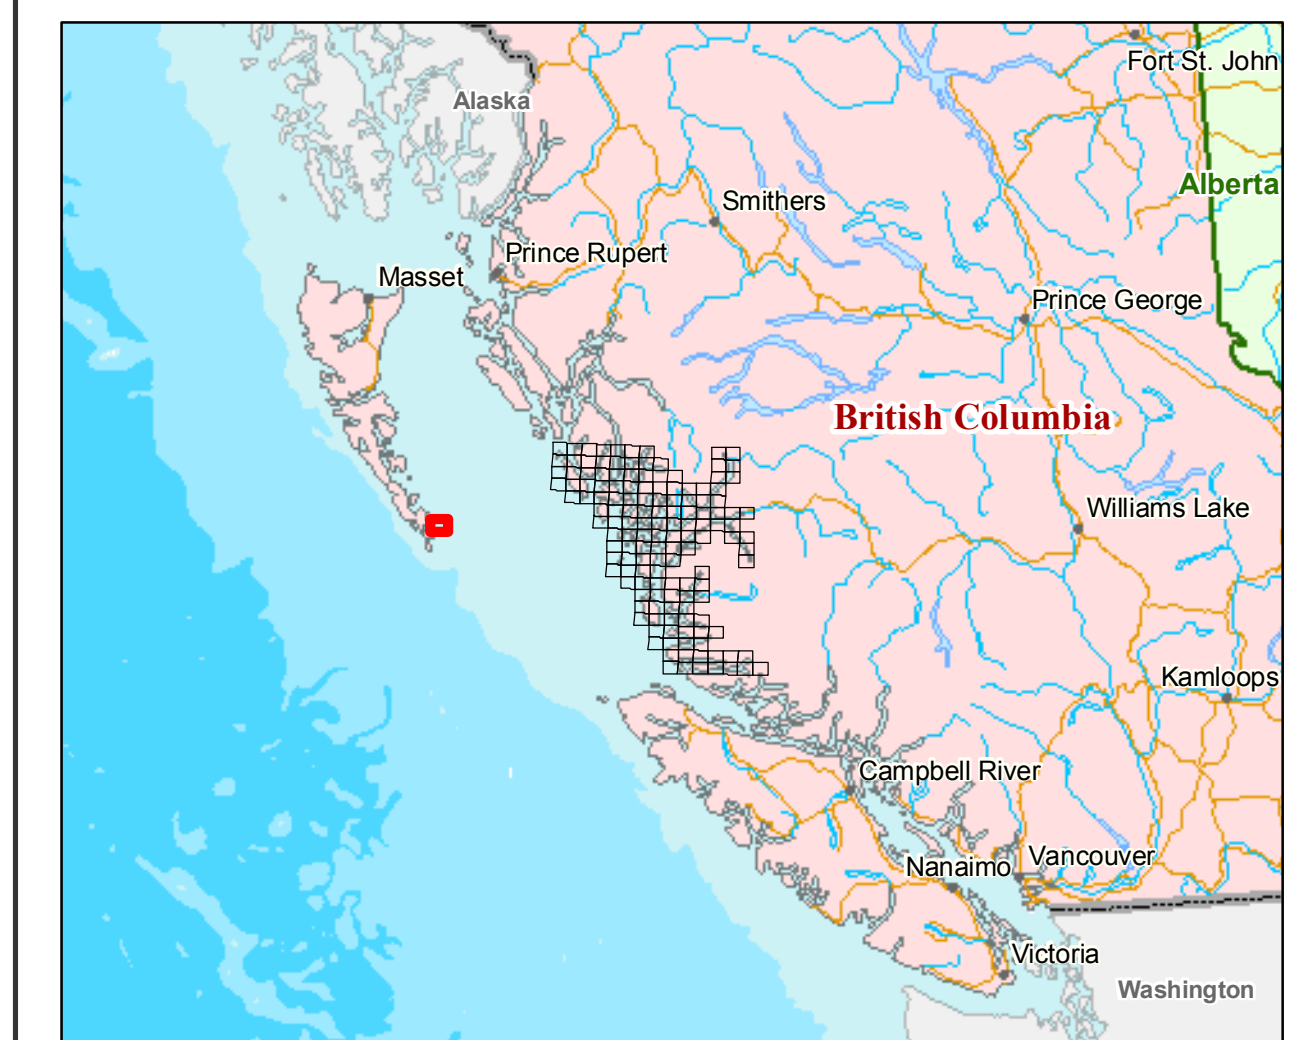 Fort St. John
Alaska
Alberta
Smithers
Prince Rupert
Masset
Prince George
British Columbia
Williams Lake
Kamloops
Campbell River
Vancouver
Nanaimo
Victoria
Washington